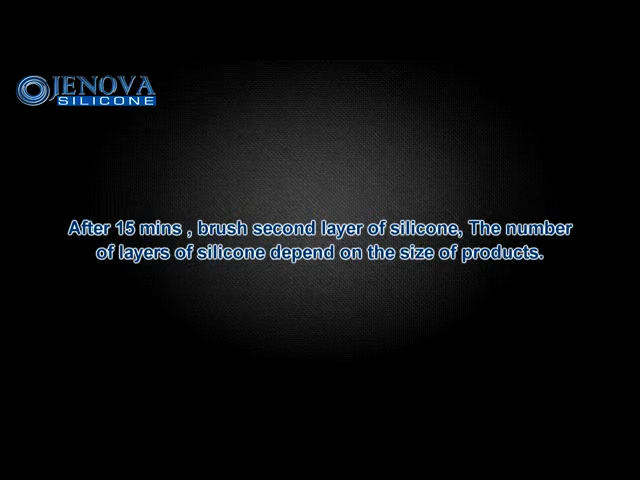 JENOVA
SILICONE
After 15 mins , brush second layer of silicone, The number
of layers of silicone depend on the size of products.